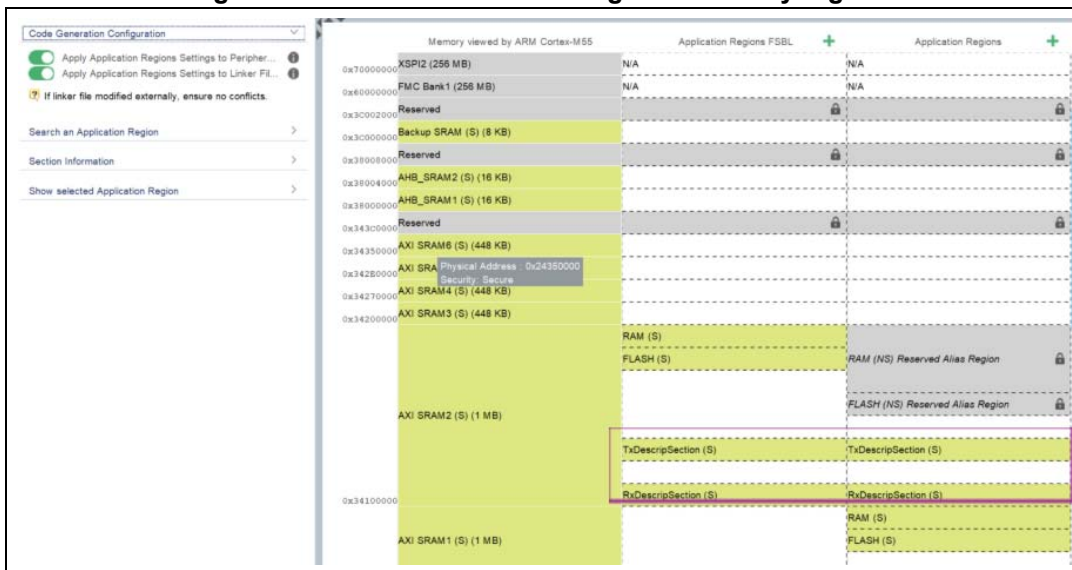 Code Generation Configuration
Apply Application Regions Settings to Peripher...
Apply Application Regions Settings to Linker Fil...
If linker file modified externally, ensure no conflicts.
Search an Application Region
Section Information
Show selected Application Region
Memory viewed by ARM Cortex-M55 Application Regions FSBL + Application Regions +
XSPI2 (256 MB) N/A N/A
0x70000000
FMC Bank1 (256 MB) N/A N/A
0x60000000
Reserved
0x3C002000
Backup SRAM (S) (8 KB)
0x3C000000
Reserved
0x38008000
AHB_SRAM2 (S) (16 KB)
0x38004000
AHB_SRAM1 (S) (16 KB)
0x38000000
Reserved
0x343C0000
AXI SRAM6 (S) (448 KB)
0x34350000
AXI SRA
Physical Address : 0x24350000
Security: Secure
0x342E0000
AXI SRAM4 (S) (448 KB)
0x34270000
AXI SRAM3 (S) (448 KB)
0x34200000
RAM (S)
FLASH (S) RAM (NS) Reserved Alias Region
FLASH (NS) Reserved Alias Region
AXI SRAM2 (S) (1 MB)
TxDescripSection (S) TxDescripSection (S)
RxDescripSection (S) RxDescripSection (S)
0x34100000
RAM (S)
AXI SRAM1 (S) (1 MB) FLASH (S)